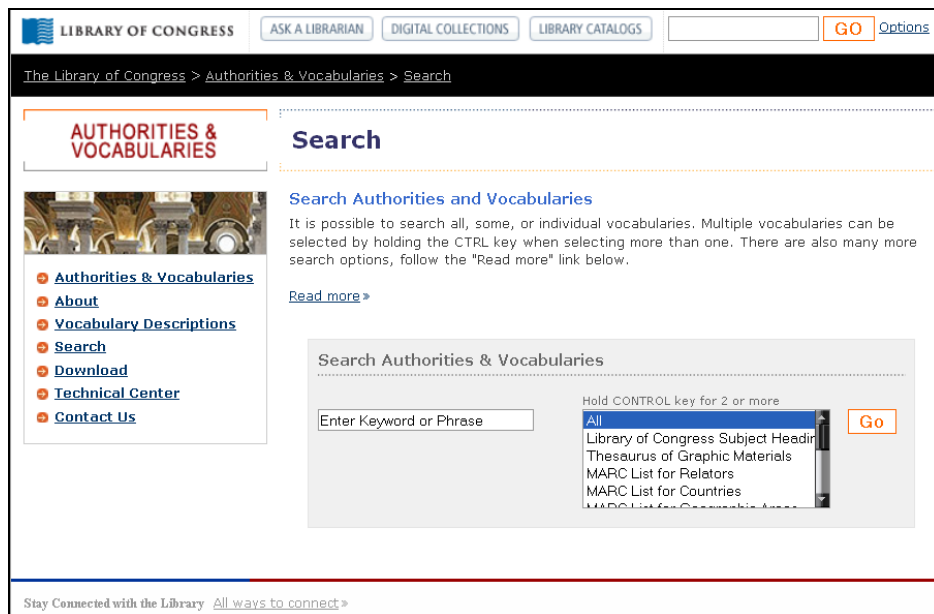 LIBRARY OF CONGRESS ASK A LIBRARIAN DIGITAL COLLECTIONS LIBRARY CATALOGS GO Options
The Library of Congress > Authorities & Vocabularies > Search
AUTHORITIES &
VOCABULARIES
Authorities & Vocabularies
About
Vocabulary Descriptions
Search
Download
Technical Center
Contact Us
Search
Search Authorities and Vocabularies
It is possible to search all, some, or individual vocabularies. Multiple vocabularies can be
selected by holding the CTRL key when selecting more than one. There are also many more
search options, follow the "Read more" link below.
Read more »
Search Authorities & Vocabularies
Enter Keyword or Phrase
Hold CONTROL key for 2 or more
All
Library of Congress Subject Headin
Thesaurus of Graphic Materials
MARC List for Relators
MARC List for Countries
MARC List for Geographic Areas
Go
Stay Connected with the Library All ways to connect »